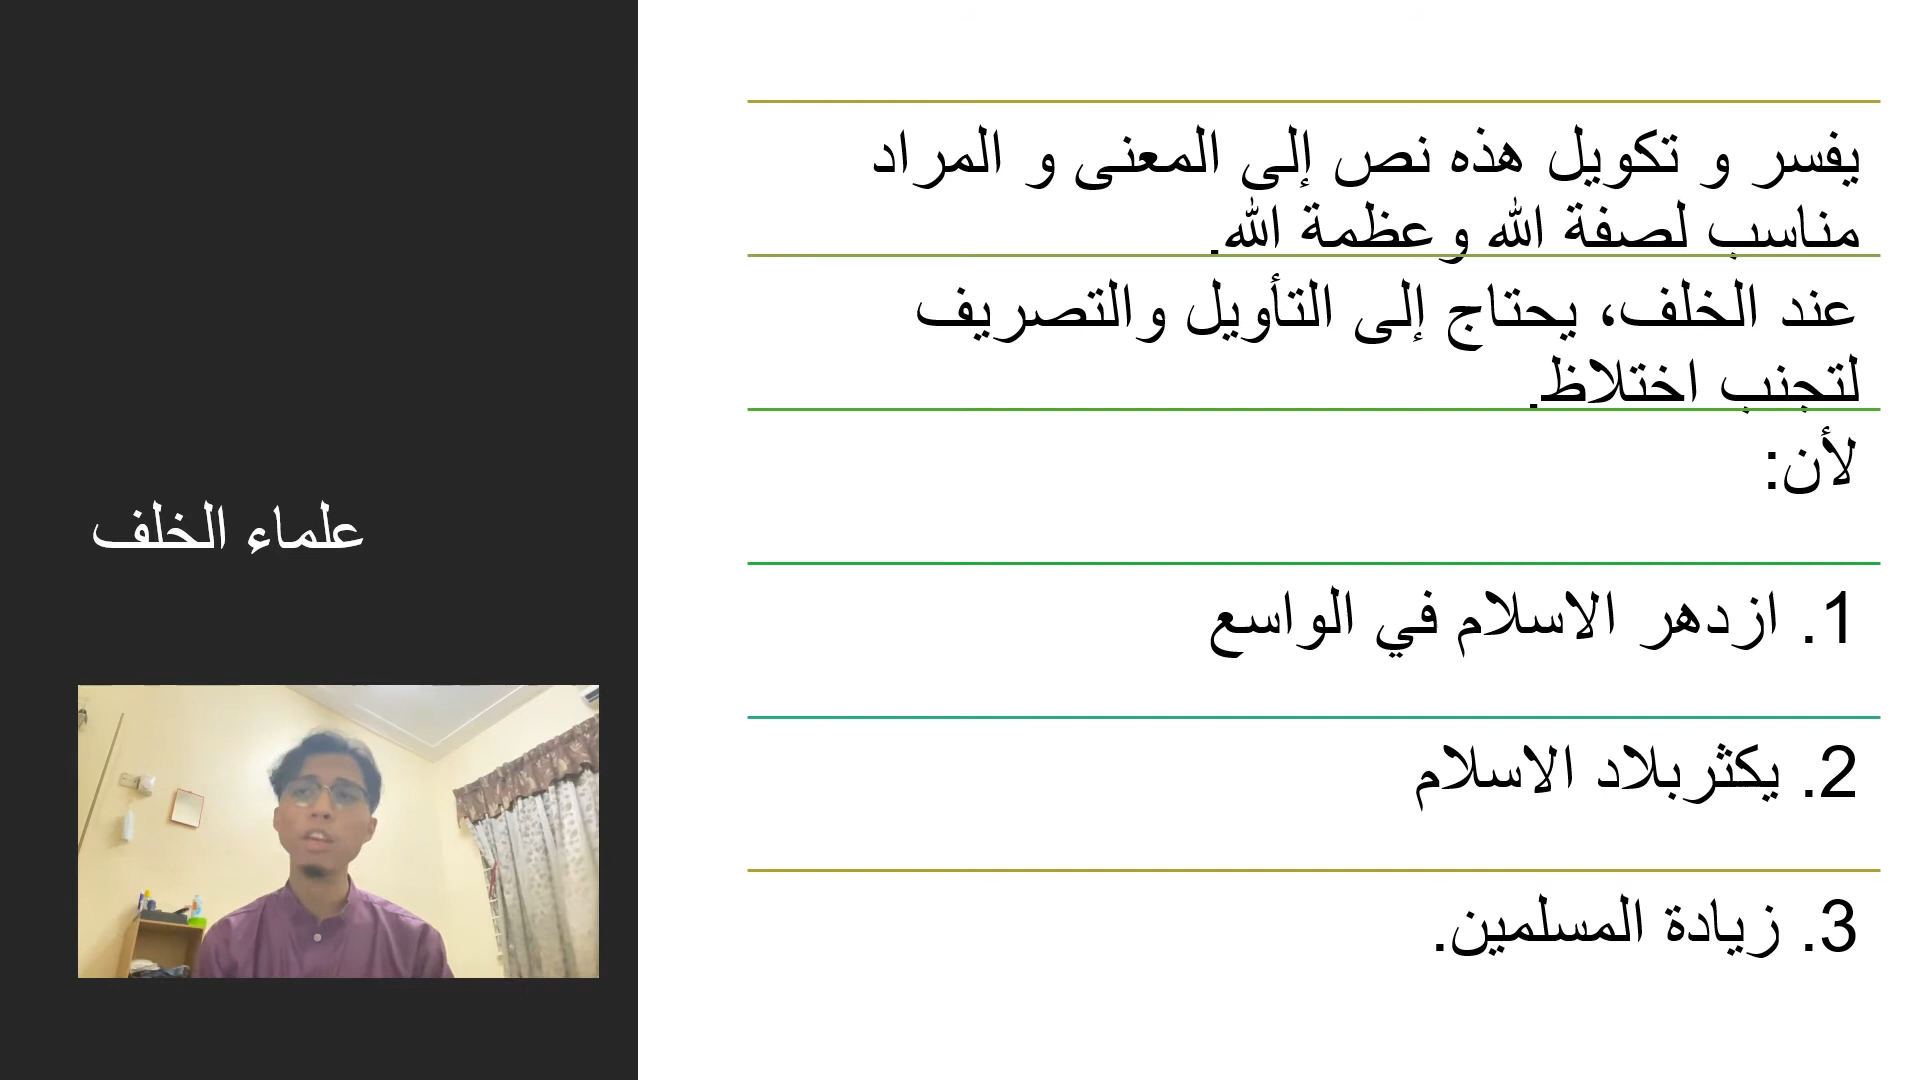 علماء الخلف
يفسر و تكويل هذه نص إلى المعنى و المراد
مناسب لصفة الله وعظمة الله.
عند الخلف، يحتاج إلى التأويل والتصريف
لتجنب اختلاظ.
لأن:
1. ازدهر الاسلام في الواسع
2. يكثربلاد الاسلام
3. زيادة المسلمين.